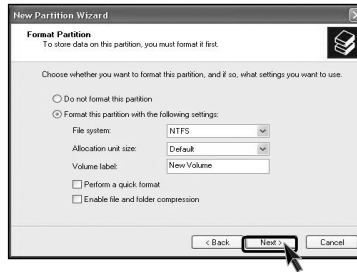 New Partition Wizard
Format Partition
To store data on this partition, you must format it first.
Choose whether you want to format this partition, and if so, what settings you want to use.
Do not format this partition
Format this partition with the following settings:
File system: NTFS
Allocation unit size: Default
Volume label: New Volume
Perform a quick format
Enable file and folder compression
< Back Next > Cancel